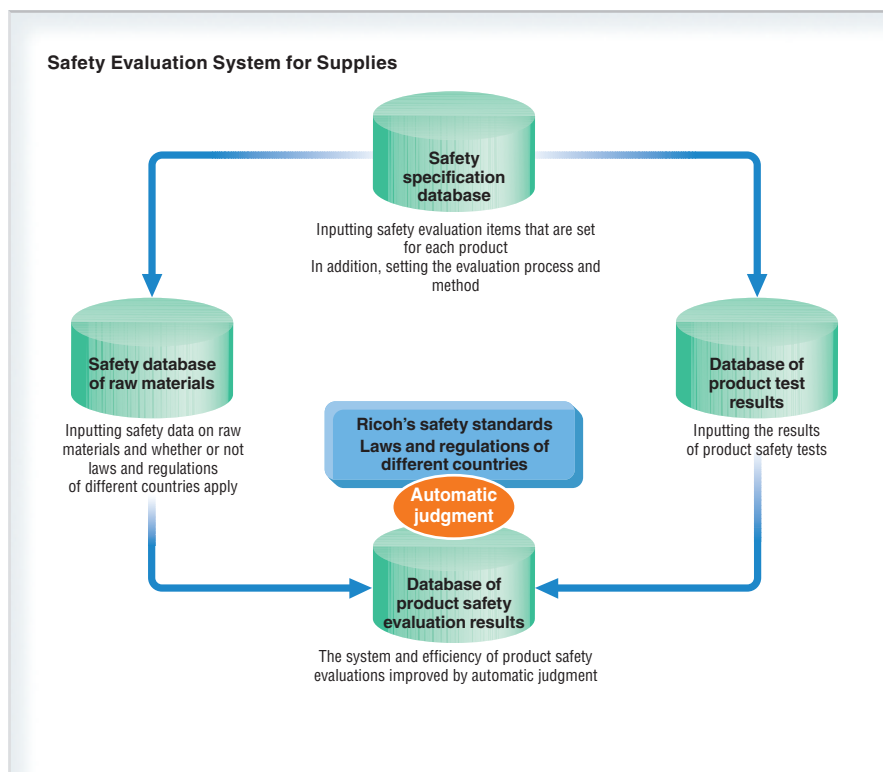 Safety Evaluation System for Supplies
Safety
specification
database
Inputting safety evaluation items that are set
for each product
In addition, setting the evaluation process and
method
Safety database
of raw materials
Inputting safety data on raw
materials and whether or not
laws and regulations
of different countries apply
Database of
product test
results
Inputting the results
of product safety tests
Ricoh's safety standards
Laws and regulations of
different countries
Automatic
judgment
Database of
product safety
evaluation results
The system and efficiency of product safety
evaluations improved by automatic judgment